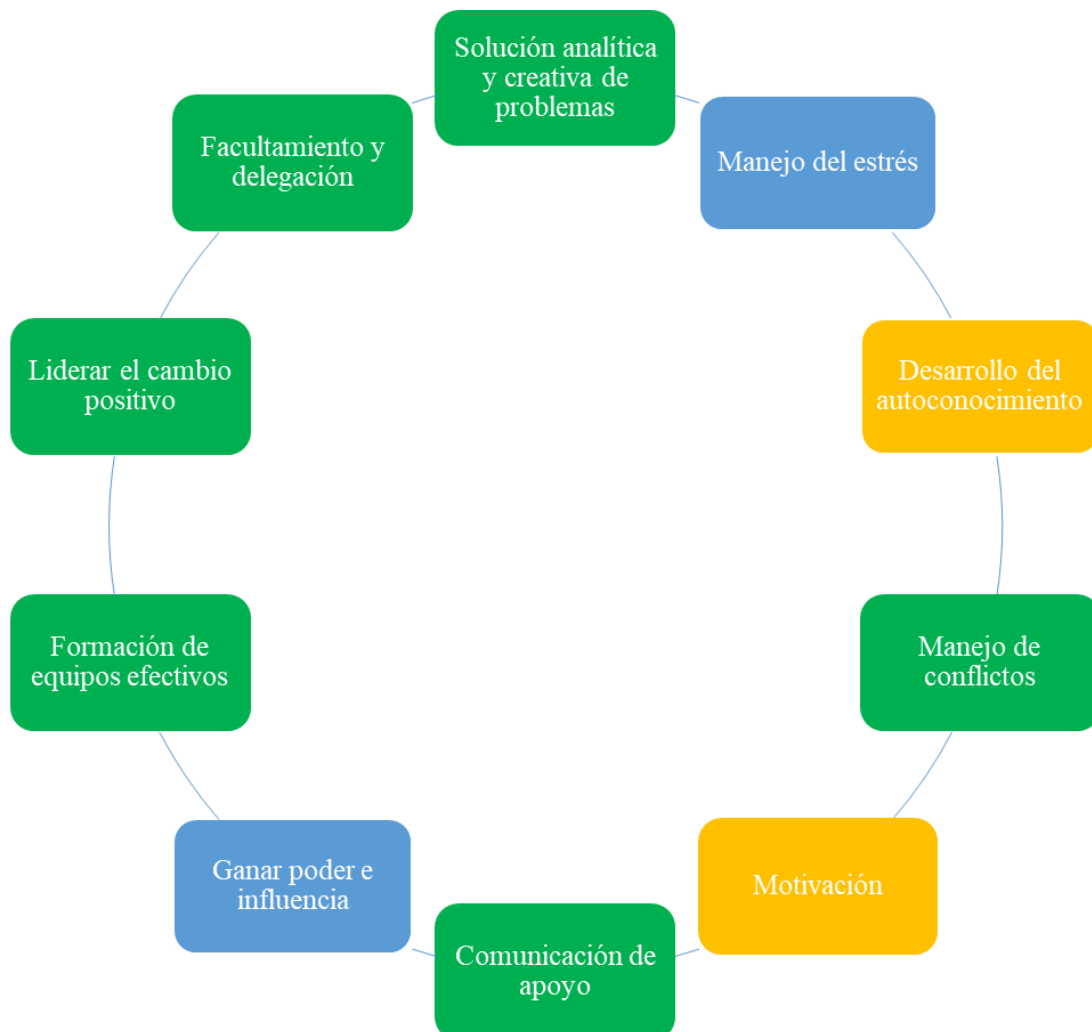 Solución analítica
y creativa de
problemas
Manejo del estrés
Desarrollo del
autoconocimiento
Manejo de
conflictos
Motivación
Comunicación de
apoyo
Ganar poder e
influencia
Formación de
equipos efectivos
Liderar el cambio
positivo
Facultamiento y
delegación